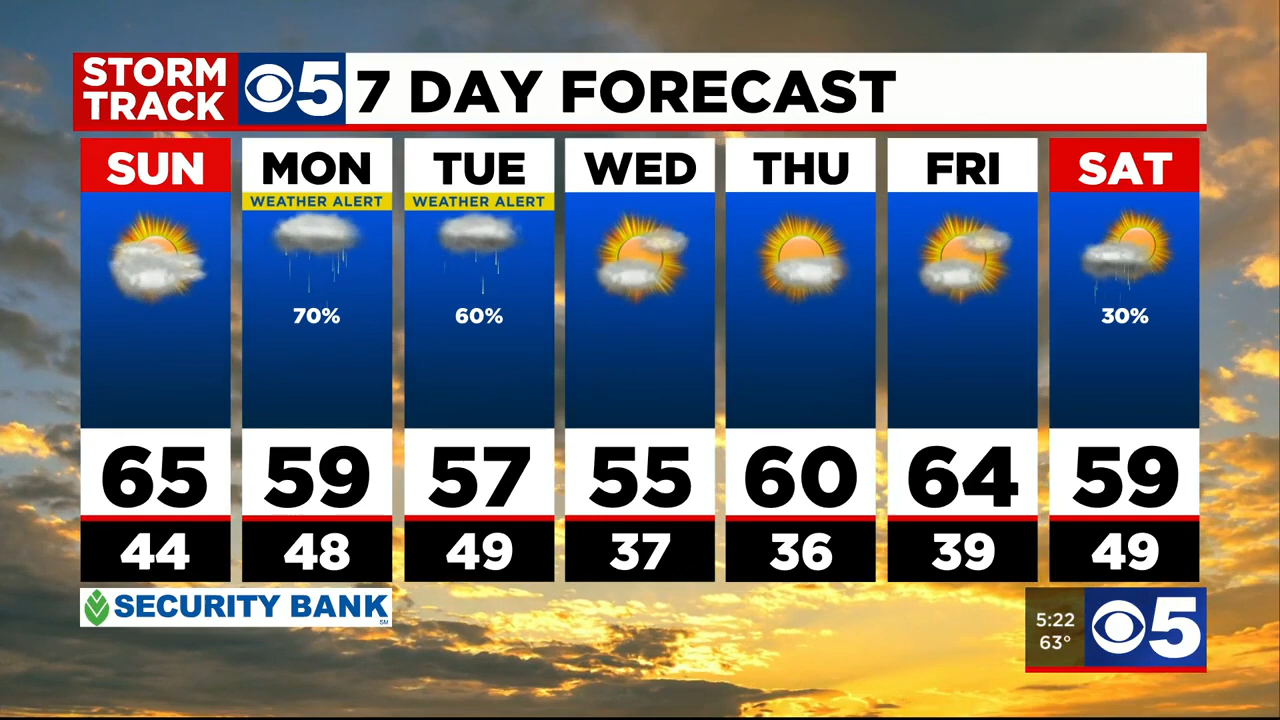 STORM
TRACK
5
7 DAY FORECAST
SUN MON TUE WED THU FRI SAT
WEATHER ALERT WEATHER ALERT
70% 60% 30%
65 59 57 55 60 64 59
44 48 49 37 36 39 49
SECURITY BANK SM
5:22
63°
5